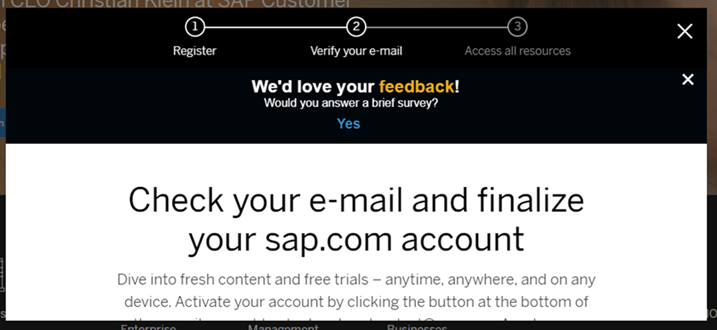 CEO Christian Klein at SAP Customer
1
2
3
Register
Verify your e-mail
Access all resources
We'd love your feedback!
Would you answer a brief survey?
Yes
Check your e-mail and finalize
your sap.com account
Dive into fresh content and free trials – anytime, anywhere, and on any
device. Activate your account by clicking the button at the bottom of
Enterprise
Management
Businesses